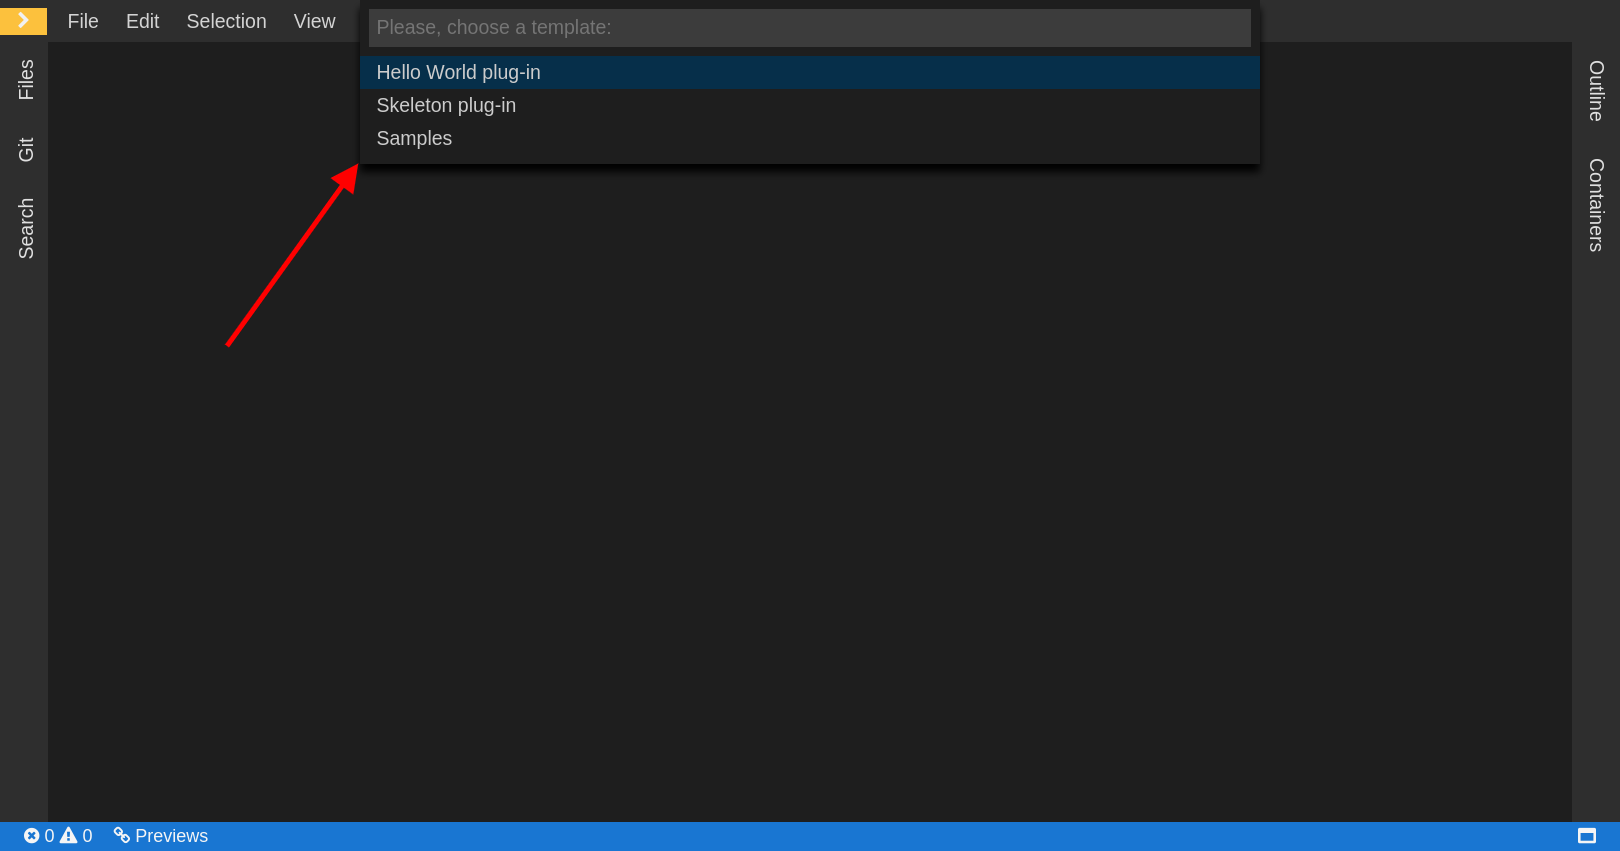 File Edit Selection View
Please, choose a template:
Hello World plug-in
Skeleton plug-in
Samples
Files
Git
Search
Outline
Containers
0 0 Previews